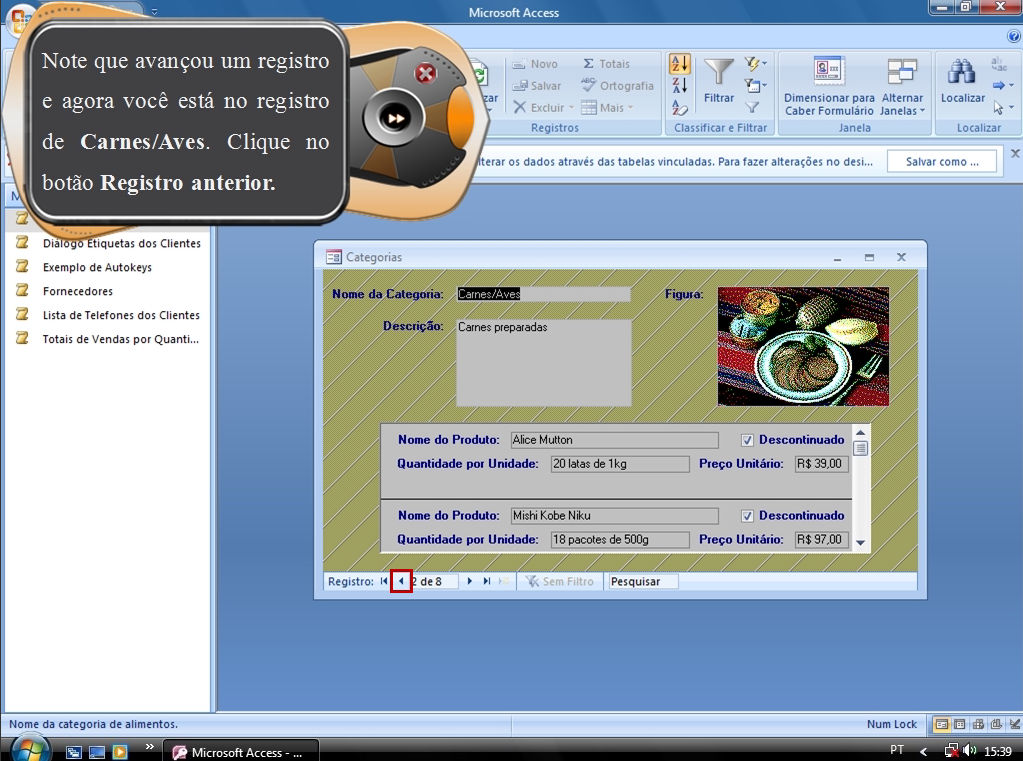 Microsoft Access
Note que avançou um registro
e agora você está no registro
de Carnes/Aves. Clique no
botão Registro anterior.
Novo
Salvar
Excluir
Totais
Ortografia
Mais
Registros
Filtrar
Classificar e Filtrar
Dimensionar para
Caber Formulário
Alternar
Janelas
Janela
Localizar
Localizar
lterar os dados através das tabelas vinculadas. Para fazer alterações no desi...
Salvar como ...
Diálogo Etiquetas dos Clientes
Exemplo de Autokeys
Fornecedores
Lista de Telefones dos Clientes
Totais de Vendas por Quanti...
Categorias
Nome da Categoria: Carnes/Aves
Figura:
Descrição: Carnes preparadas
Nome do Produto: Alice Mutton Descontinuado
Quantidade por Unidade: 20 latas de 1kg Preço Unitário: R$ 39,00
Nome do Produto: Mishi Kobe Niku Descontinuado
Quantidade por Unidade: 18 pacotes de 500g Preço Unitário: R$ 97,00
Registro: 2 de 8 Sem Filtro Pesquisar
Nome da categoria de alimentos.
Num Lock
Microsoft Access - ...
PT
15:39